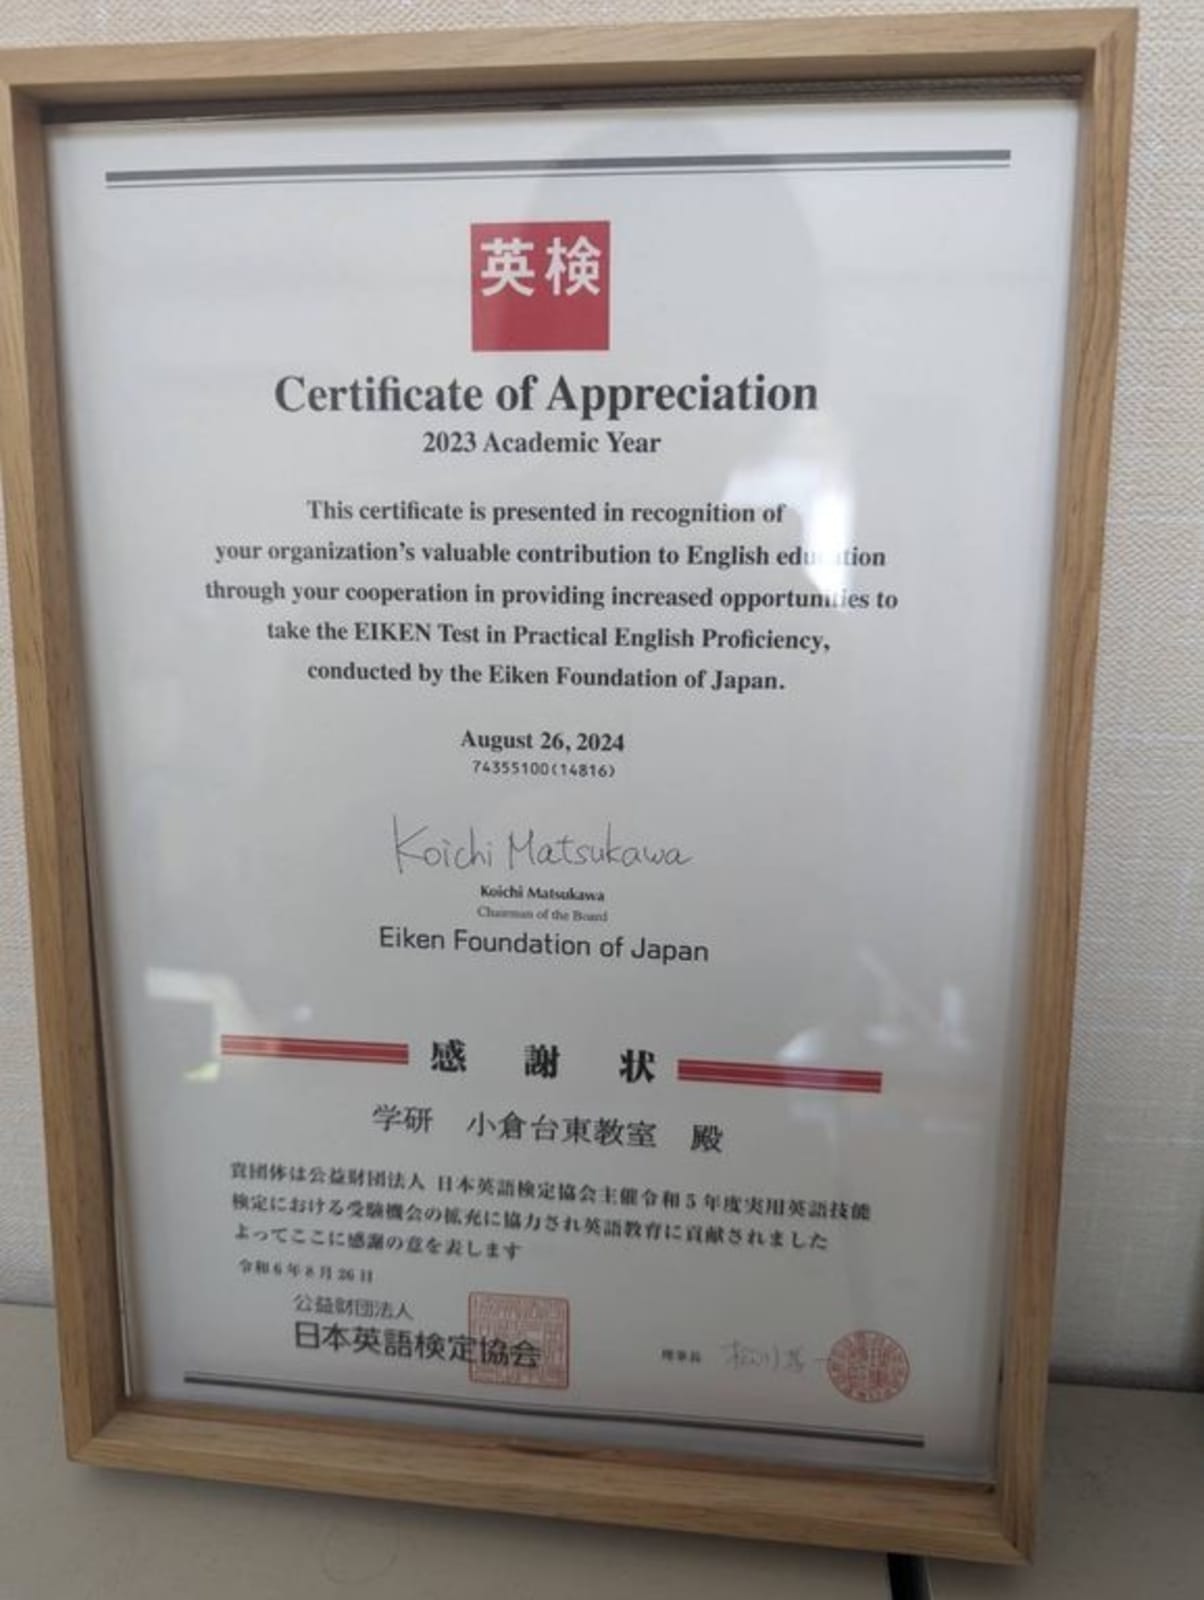 英検
Certificate of Appreciation
2023 Academic Year
This certificate is presented in recognition of
your organization's valuable contribution to English education
through your cooperation in providing increased opportunities to
take the EIKEN Test in Practical English Proficiency,
conducted by the Eiken Foundation of Japan.
August 26, 2024
74355100(14816)
Koichi Matsukawa
Koichi Matsukawa
Chairman of the Board
Eiken Foundation of Japan
感 謝 状
学研 小倉台東教室 殿
貴団体は公益財団法人 日本英語検定協会主催令和5年度実用英語技能
検定における受験機会の拡充に協力され英語教育に貢献されました
よってここに感謝の意を表します
令和6年8月26日
公益財団法人
日本英語検定協会
理事長 松川